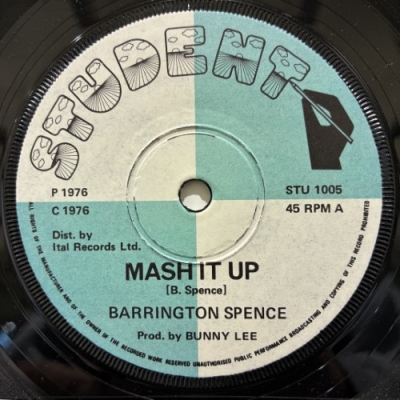 STUDENT
P 1976
C 1976
STU 1005
45 RPM A
Dist. by
Ital Records Ltd.
MASH IT UP
[B. Spence]
BARRINGTON SPENCE
Prod. by BUNNY LEE
ALL RIGHTS OF THE MANUFACTURER AND OF THE OWNER OF THE RECORDED WORK RESERVED UNAUTHORISED PUBLIC PERFORMANCE BROADCASTING AND COPYING OF THIS RECORD PROHIBITED